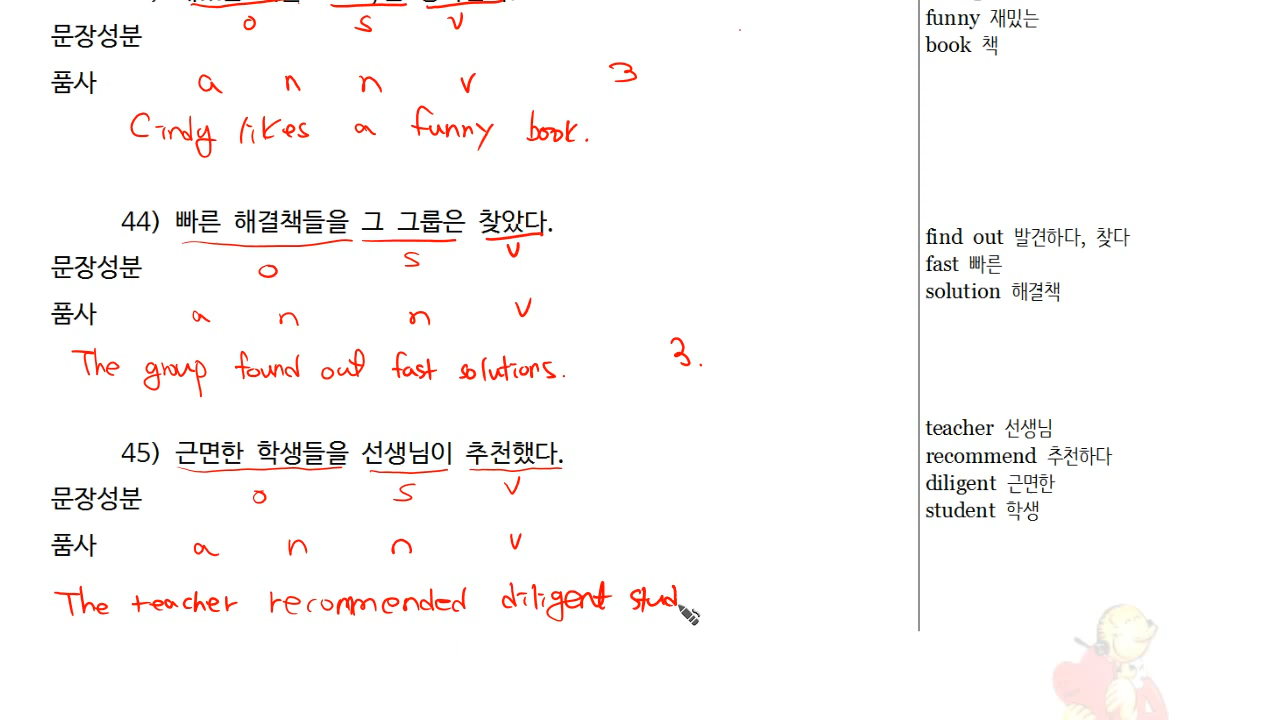 o s v
문장성분
품사 a n n v 3
Cindy likes a funny book.
44) 빠른 해결책들을 그 그룹은 찾았다.
문장성분 o s v
품사 a n n v
The group found out fast solutions. 3.
45) 근면한 학생들을 선생님이 추천했다.
문장성분 o s v
품사 a n n v
The teacher recommended diligent stud
funny 재밌는
book 책
find out 발견하다, 찾다
fast 빠른
solution 해결책
teacher 선생님
recommend 추천하다
diligent 근면한
student 학생